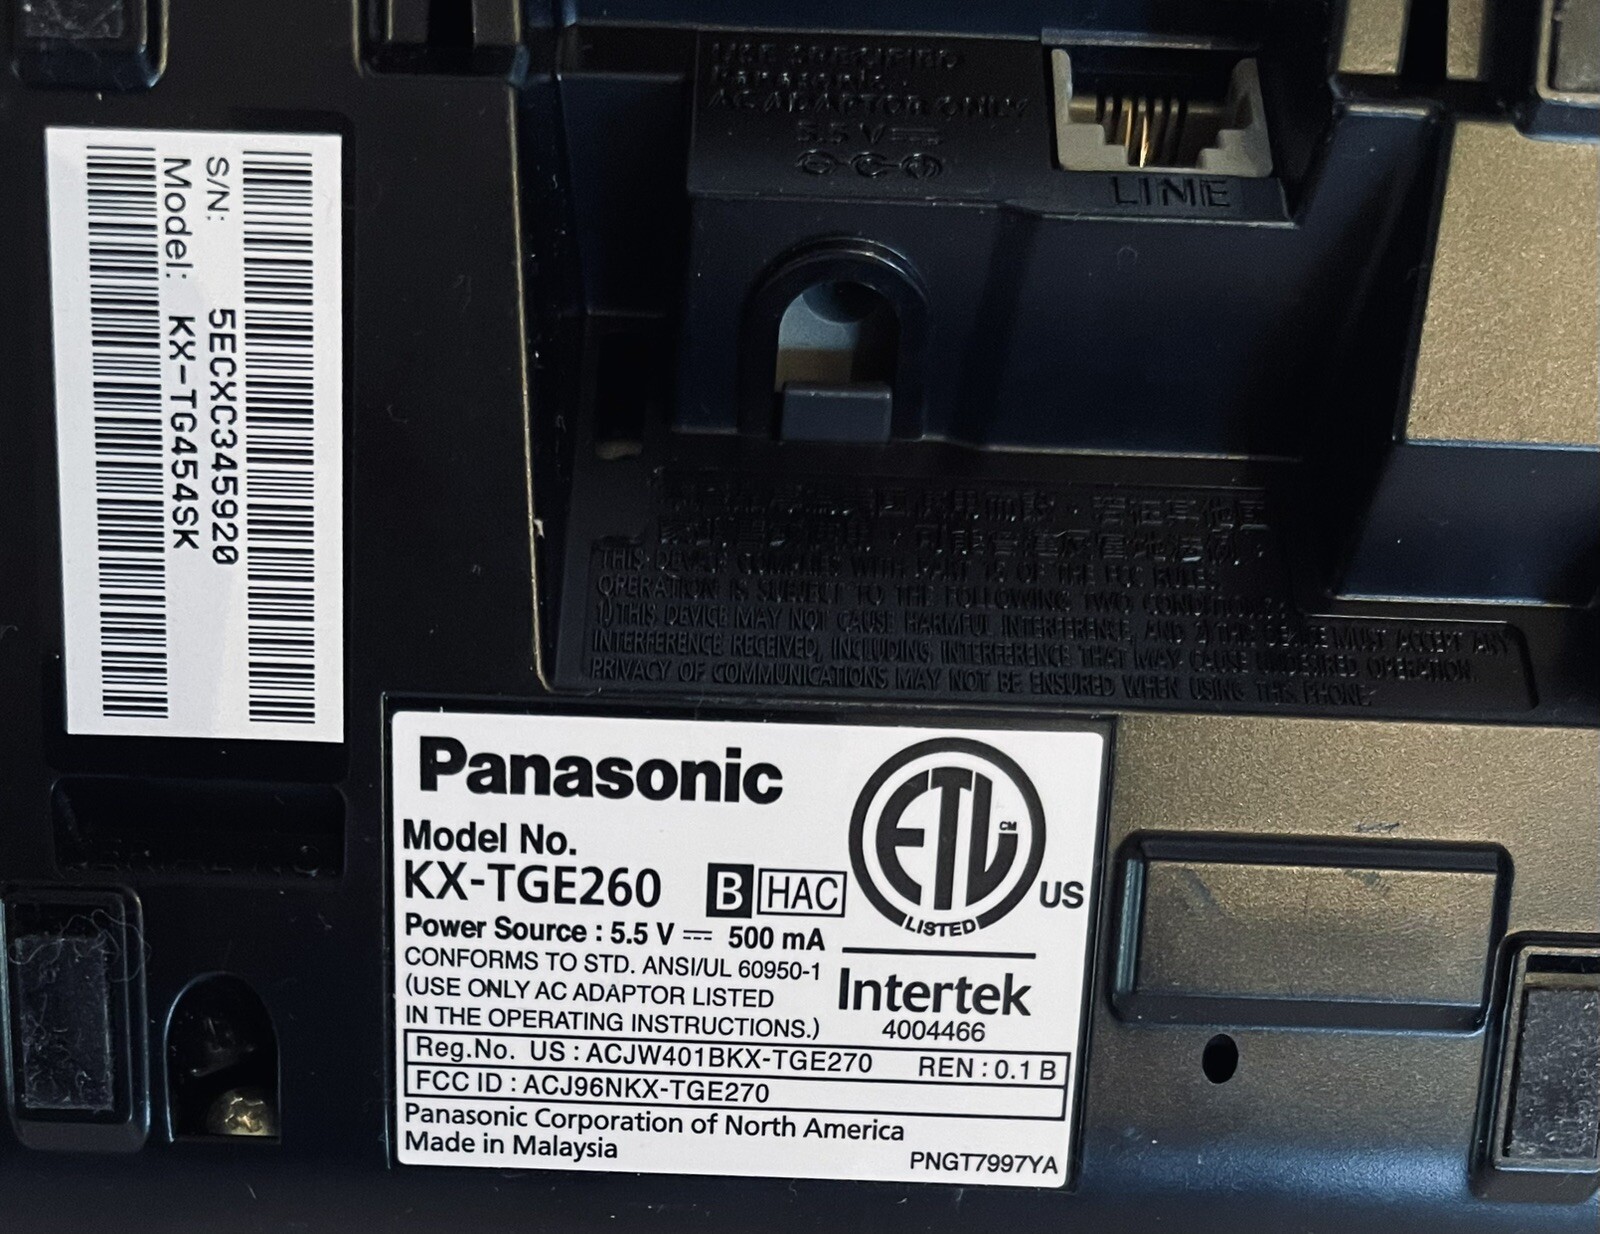 S/N: 5ECXC345920
Model: KX-TG454SK
USE SPECIFIED
Panasonic
AC ADAPTOR ONLY
5.5 V
LINE
THIS DEVICE COMPLIES WITH PART 15 OF THE FCC RULES.
OPERATION IS SUBJECT TO THE FOLLOWING TWO CONDITIONS:
1) THIS DEVICE MAY NOT CAUSE HARMFUL INTERFERENCE, AND 2) THIS DEVICE MUST ACCEPT ANY
INTERFERENCE RECEIVED, INCLUDING INTERFERENCE THAT MAY CAUSE UNDESIRED OPERATION.
PRIVACY OF COMMUNICATIONS MAY NOT BE ENSURED WHEN USING THIS PHONE.
SERIAL NO.
Panasonic
Model No.
KX-TGE260 B HAC
Power Source : 5.5 V ⎓ 500 mA
CONFORMS TO STD. ANSI/UL 60950-1
(USE ONLY AC ADAPTOR LISTED
IN THE OPERATING INSTRUCTIONS.)
ETL CM
LISTED
US
Intertek
4004466
Reg.No. US : ACJW401BKX-TGE270 REN : 0.1 B
FCC ID : ACJ96NKX-TGE270
Panasonic Corporation of North America
Made in Malaysia
PNGT7997YA